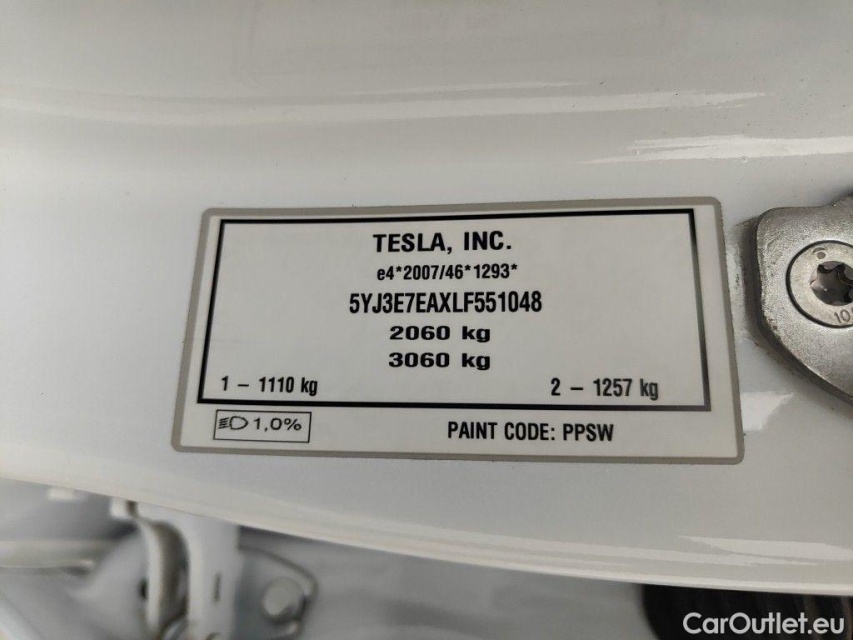 TESLA, INC.
e4*2007/46*1293*
5YJ3E7EAXLF551048
2060 kg
3060 kg
1 – 1110 kg 2 – 1257 kg
1,0% PAINT CODE: PPSW
10
CarOutlet.eu